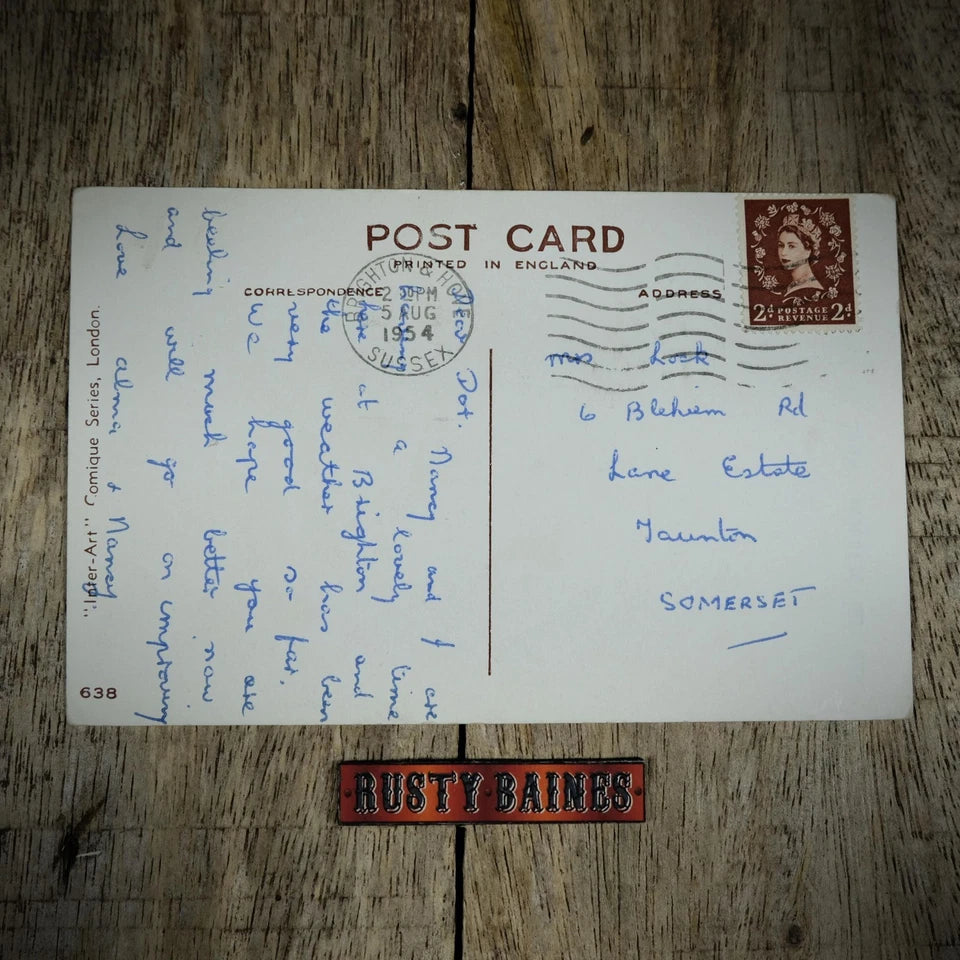 POST CARD
PRINTED IN ENGLAND
CORRESPONDENCE
ADDRESS
BRIGHTON & HOVE
2 PM
5 AUG
1954
SUSSEX
2d POSTAGE REVENUE 2d
Dear Dot.
Nancy and I are
having a lovely time
here at Brighton and
the weather has been
very good so far.
We hope you are
feeling much better now
and will go on improving
Love Alma & Nancy
Mrs Lock
6 Blehiem Rd
Lane Estate
Taunton
SOMERSET
"Inter-Art" Comique Series, London.
638
RUSTY BAINES